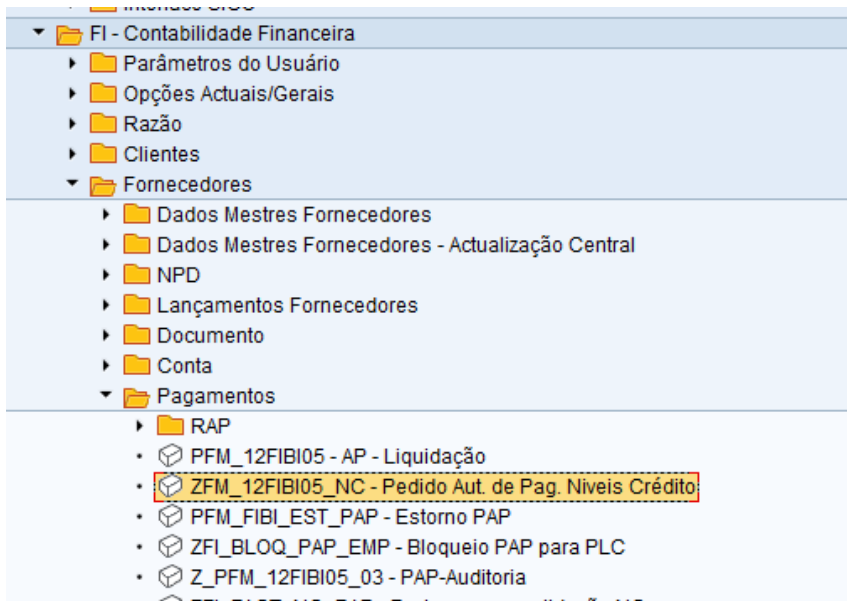 FI - Contabilidade Financeira
Parâmetros do Usuário
Opções Actuais/Gerais
Razão
Clientes
Fornecedores
Dados Mestres Fornecedores
Dados Mestres Fornecedores - Actualização Central
NPD
Lançamentos Fornecedores
Documento
Conta
Pagamentos
RAP
PFM_12FIBI05 - AP - Liquidação
ZFM_12FIBI05_NC - Pedido Aut. de Pag. Niveis Crédito
PFM_FIBI_EST_PAP - Estorno PAP
ZFI_BLOQ_PAP_EMP - Bloqueio PAP para PLC
Z_PFM_12FIBI05_03 - PAP-Auditoria